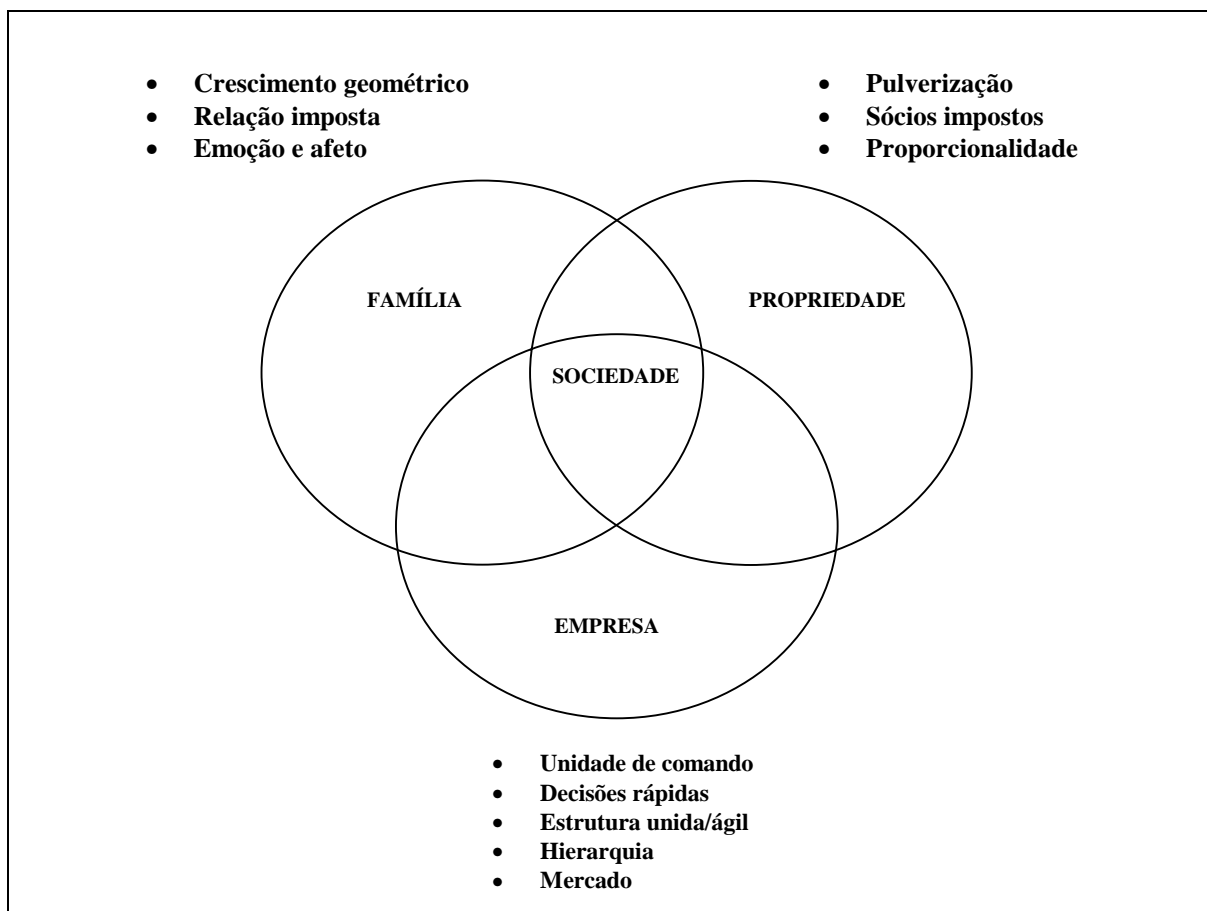 • Crescimento geométrico
• Relação imposta
• Emoção e afeto
• Pulverização
• Sócios impostos
• Proporcionalidade
FAMÍLIA
PROPRIEDADE
SOCIEDADE
EMPRESA
• Unidade de comando
• Decisões rápidas
• Estrutura unida/ágil
• Hierarquia
• Mercado